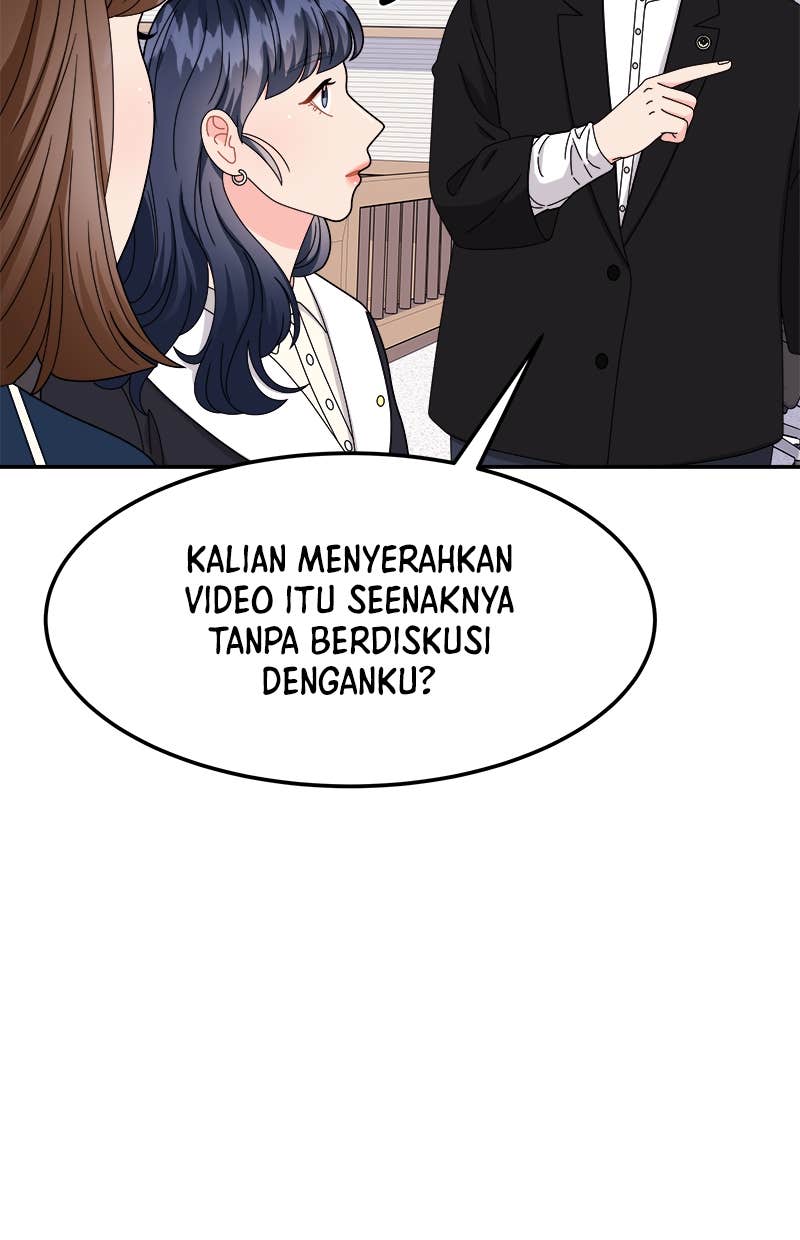 KALIAN MENYERAHKAN
VIDEO ITU SEENAKNYA
TANPA BERDISKUSI
DENGANKU?